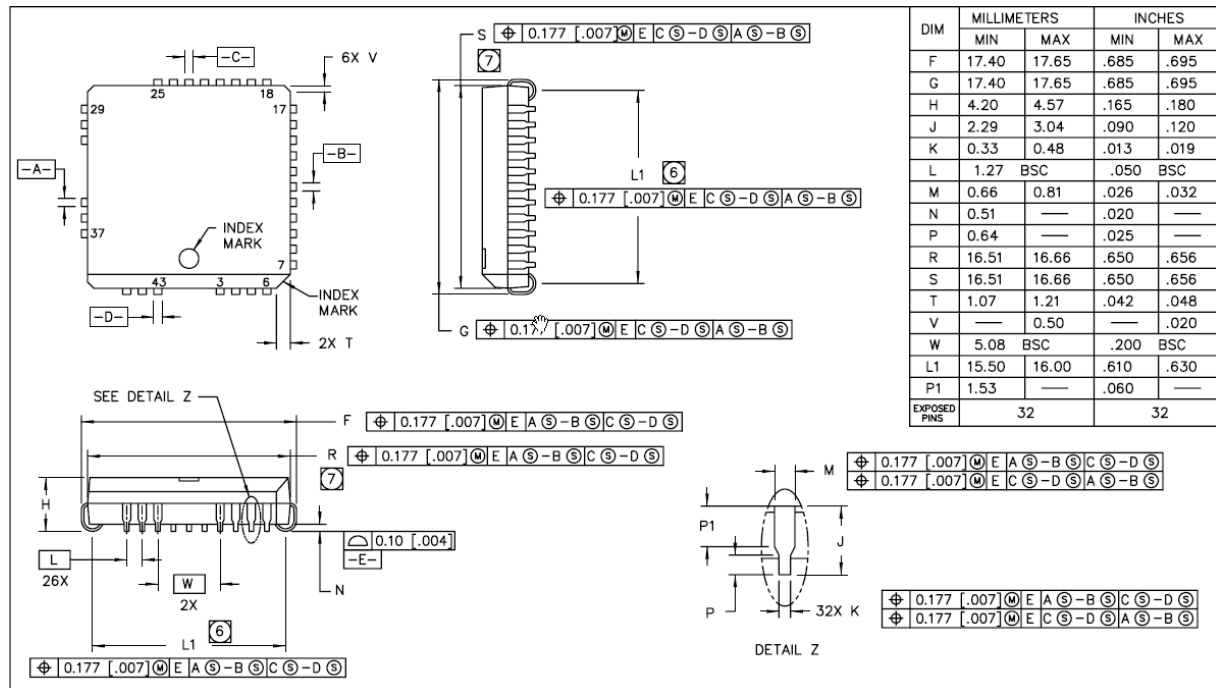 -C-
6X V
25
18
29
17
-A-
-B-
37
INDEX
MARK
7
43
3
6
INDEX
MARK
-D-
2X T
S ⌖ 0.177 [.007] Ⓜ E C Ⓢ-D Ⓢ A Ⓢ-B Ⓢ
7
L1 6
⌖ 0.177 [.007] Ⓜ E C Ⓢ-D Ⓢ A Ⓢ-B Ⓢ
G ⌖ 0.177 [.007] Ⓜ E C Ⓢ-D Ⓢ A Ⓢ-B Ⓢ
DIM MILLIMETERS INCHES
MIN MAX MIN MAX
F 17.40 17.65 .685 .695
G 17.40 17.65 .685 .695
H 4.20 4.57 .165 .180
J 2.29 3.04 .090 .120
K 0.33 0.48 .013 .019
L 1.27 BSC .050 BSC
M 0.66 0.81 .026 .032
N 0.51 — .020 —
P 0.64 — .025 —
R 16.51 16.66 .650 .656
S 16.51 16.66 .650 .656
T 1.07 1.21 .042 .048
V — 0.50 — .020
W 5.08 BSC .200 BSC
L1 15.50 16.00 .610 .630
P1 1.53 — .060 —
EXPOSED PINS 32 32
SEE DETAIL Z
F ⌖ 0.177 [.007] Ⓜ E A Ⓢ-B Ⓢ C Ⓢ-D Ⓢ
R ⌖ 0.177 [.007] Ⓜ E A Ⓢ-B Ⓢ C Ⓢ-D Ⓢ
7
H
⌓ 0.10 [.004]
-E-
L
26X
W
2X
N
L1 6
⌖ 0.177 [.007] Ⓜ E A Ⓢ-B Ⓢ C Ⓢ-D Ⓢ
M ⌖ 0.177 [.007] Ⓜ E A Ⓢ-B Ⓢ C Ⓢ-D Ⓢ
⌖ 0.177 [.007] Ⓜ E C Ⓢ-D Ⓢ A Ⓢ-B Ⓢ
P1
J
P
32X K
⌖ 0.177 [.007] Ⓜ E A Ⓢ-B Ⓢ C Ⓢ-D Ⓢ
⌖ 0.177 [.007] Ⓜ E C Ⓢ-D Ⓢ A Ⓢ-B Ⓢ
DETAIL Z